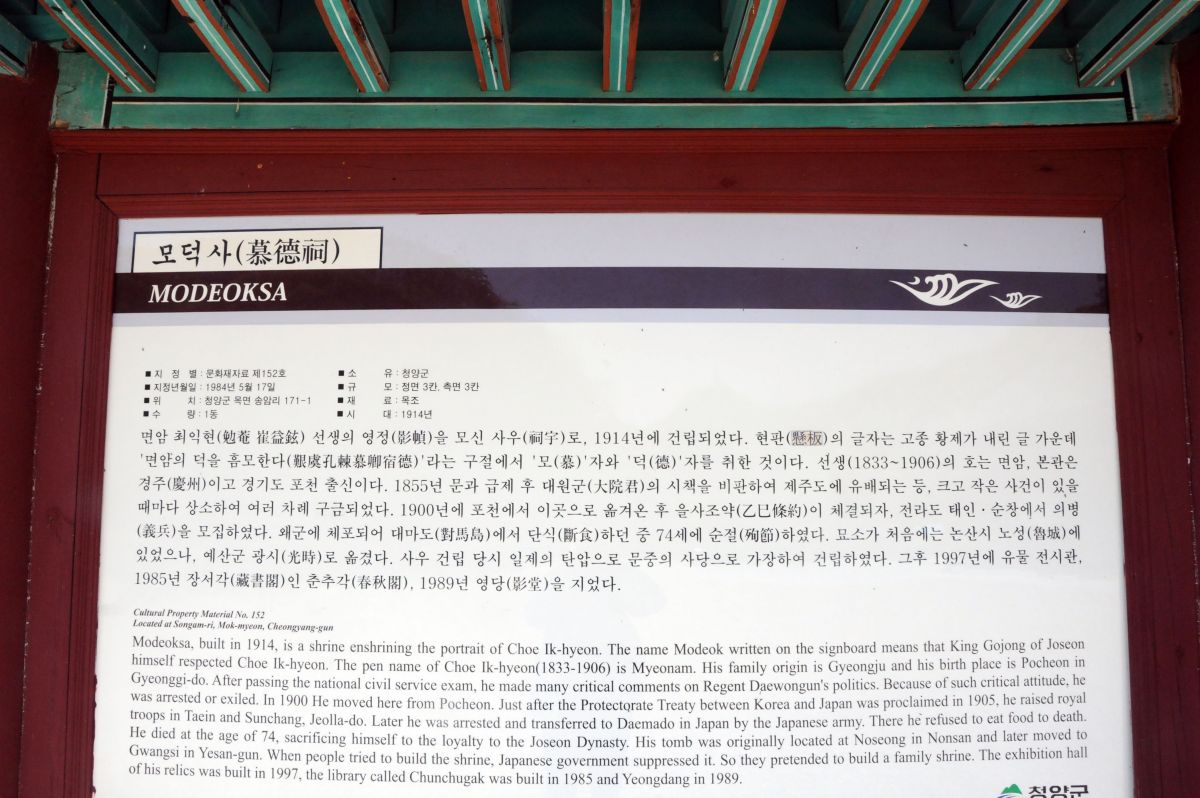 모덕사(慕德祠)
MODEOKSA
■ 지 정 별 : 문화재자료 제152호
■ 지정년월일 : 1984년 5월 17일
■ 위 치 : 청양군 목면 송암리 171-1
■ 수 량 : 1동
■ 소 유 : 청양군
■ 규 모 : 정면 3칸, 측면 3칸
■ 재 료 : 목조
■ 시 대 : 1914년
면암 최익현(勉菴 崔益鉉) 선생의 영정(影幀)을 모신 사우(祠宇)로, 1914년에 건립되었다. 현판(懸板)의 글자는 고종 황제가 내린 글 가운데
'면암의 덕을 흠모한다(艱虞孔棘慕卿宿德)'라는 구절에서 '모(慕)'자와 '덕(德)'자를 취한 것이다. 선생(1833~1906)의 호는 면암, 본관은
경주(慶州)이고 경기도 포천 출신이다. 1855년 문과 급제 후 대원군(大院君)의 시책을 비판하여 제주도에 유배되는 등, 크고 작은 사건이 있을
때마다 상소하여 여러 차례 구금되었다. 1900년에 포천에서 이곳으로 옮겨온 후 을사조약(乙巳條約)이 체결되자, 전라도 태인 · 순창에서 의병
(義兵)을 모집하였다. 왜군에 체포되어 대마도(對馬島)에서 단식(斷食)하던 중 74세에 순절(殉節)하였다. 묘소가 처음에는 논산시 노성(魯城)에
있었으나, 예산군 광시(光時)로 옮겼다. 사우 건립 당시 일제의 탄압으로 문중의 사당으로 가장하여 건립하였다. 그후 1997년에 유물 전시관,
1985년 장서각(藏書閣)인 춘추각(春秋閣), 1989년 영당(影堂)을 지었다.
Cultural Property Material No. 152
Located at Songam-ri, Mok-myeon, Cheongyang-gun
Modeoksa, built in 1914, is a shrine enshrining the portrait of Choe Ik-hyeon. The name Modeok written on the signboard means that King Gojong of Joseon
himself respected Choe Ik-hyeon. The pen name of Choe Ik-hyeon(1833-1906) is Myeonam. His family origin is Gyeongju and his birth place is Pocheon in
Gyeonggi-do. After passing the national civil service exam, he made many critical comments on Regent Daewongun's politics. Because of such critical attitude, he
was arrested or exiled. In 1900 He moved here from Pocheon. Just after the Protectorate Treaty between Korea and Japan was proclaimed in 1905, he raised royal
troops in Taein and Sunchang, Jeolla-do. Later he was arrested and transferred to Daemado in Japan by the Japanese army. There he refused to eat food to death.
He died at the age of 74, sacrificing himself to the loyalty to the Joseon Dynasty. His tomb was originally located at Noseong in Nonsan and later moved to
Gwangsi in Yesan-gun. When people tried to build the shrine, Japanese government suppressed it. So they pretended to build a family shrine. The exhibition hall
of his relics was built in 1997, the library called Chunchugak was built in 1985 and Yeongdang in 1989.
청양군